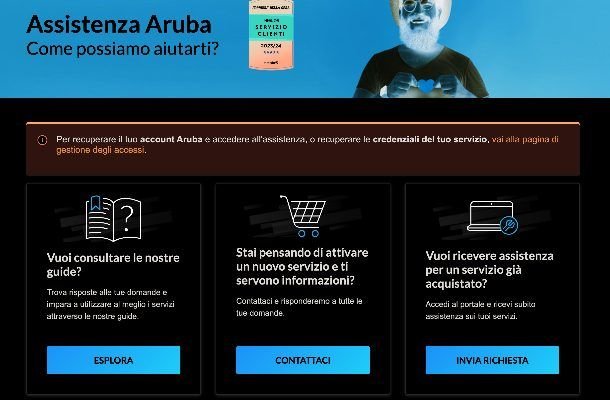 Assistenza Aruba
Come possiamo aiutarti?
SERVIZIO
CLIENTI
2023/24
Per recuperare il tuo account Aruba e accedere all'assistenza, o recuperare le credenziali del tuo servizio, vai alla pagina di
gestione degli accessi.
Vuoi consultare le nostre
guide?
Trova risposte alle tue domande e
impara a utilizzare al meglio i servizi
attraverso le nostre guide.
ESPLORA
Stai pensando di attivare
un nuovo servizio e ti
servono informazioni?
Contattaci e risponderemo a tutte le
tue domande.
CONTATTACI
Vuoi ricevere assistenza
per un servizio già
acquistato?
Accedi al portale e ricevi subito
assistenza sui tuoi servizi.
INVIA RICHIESTA